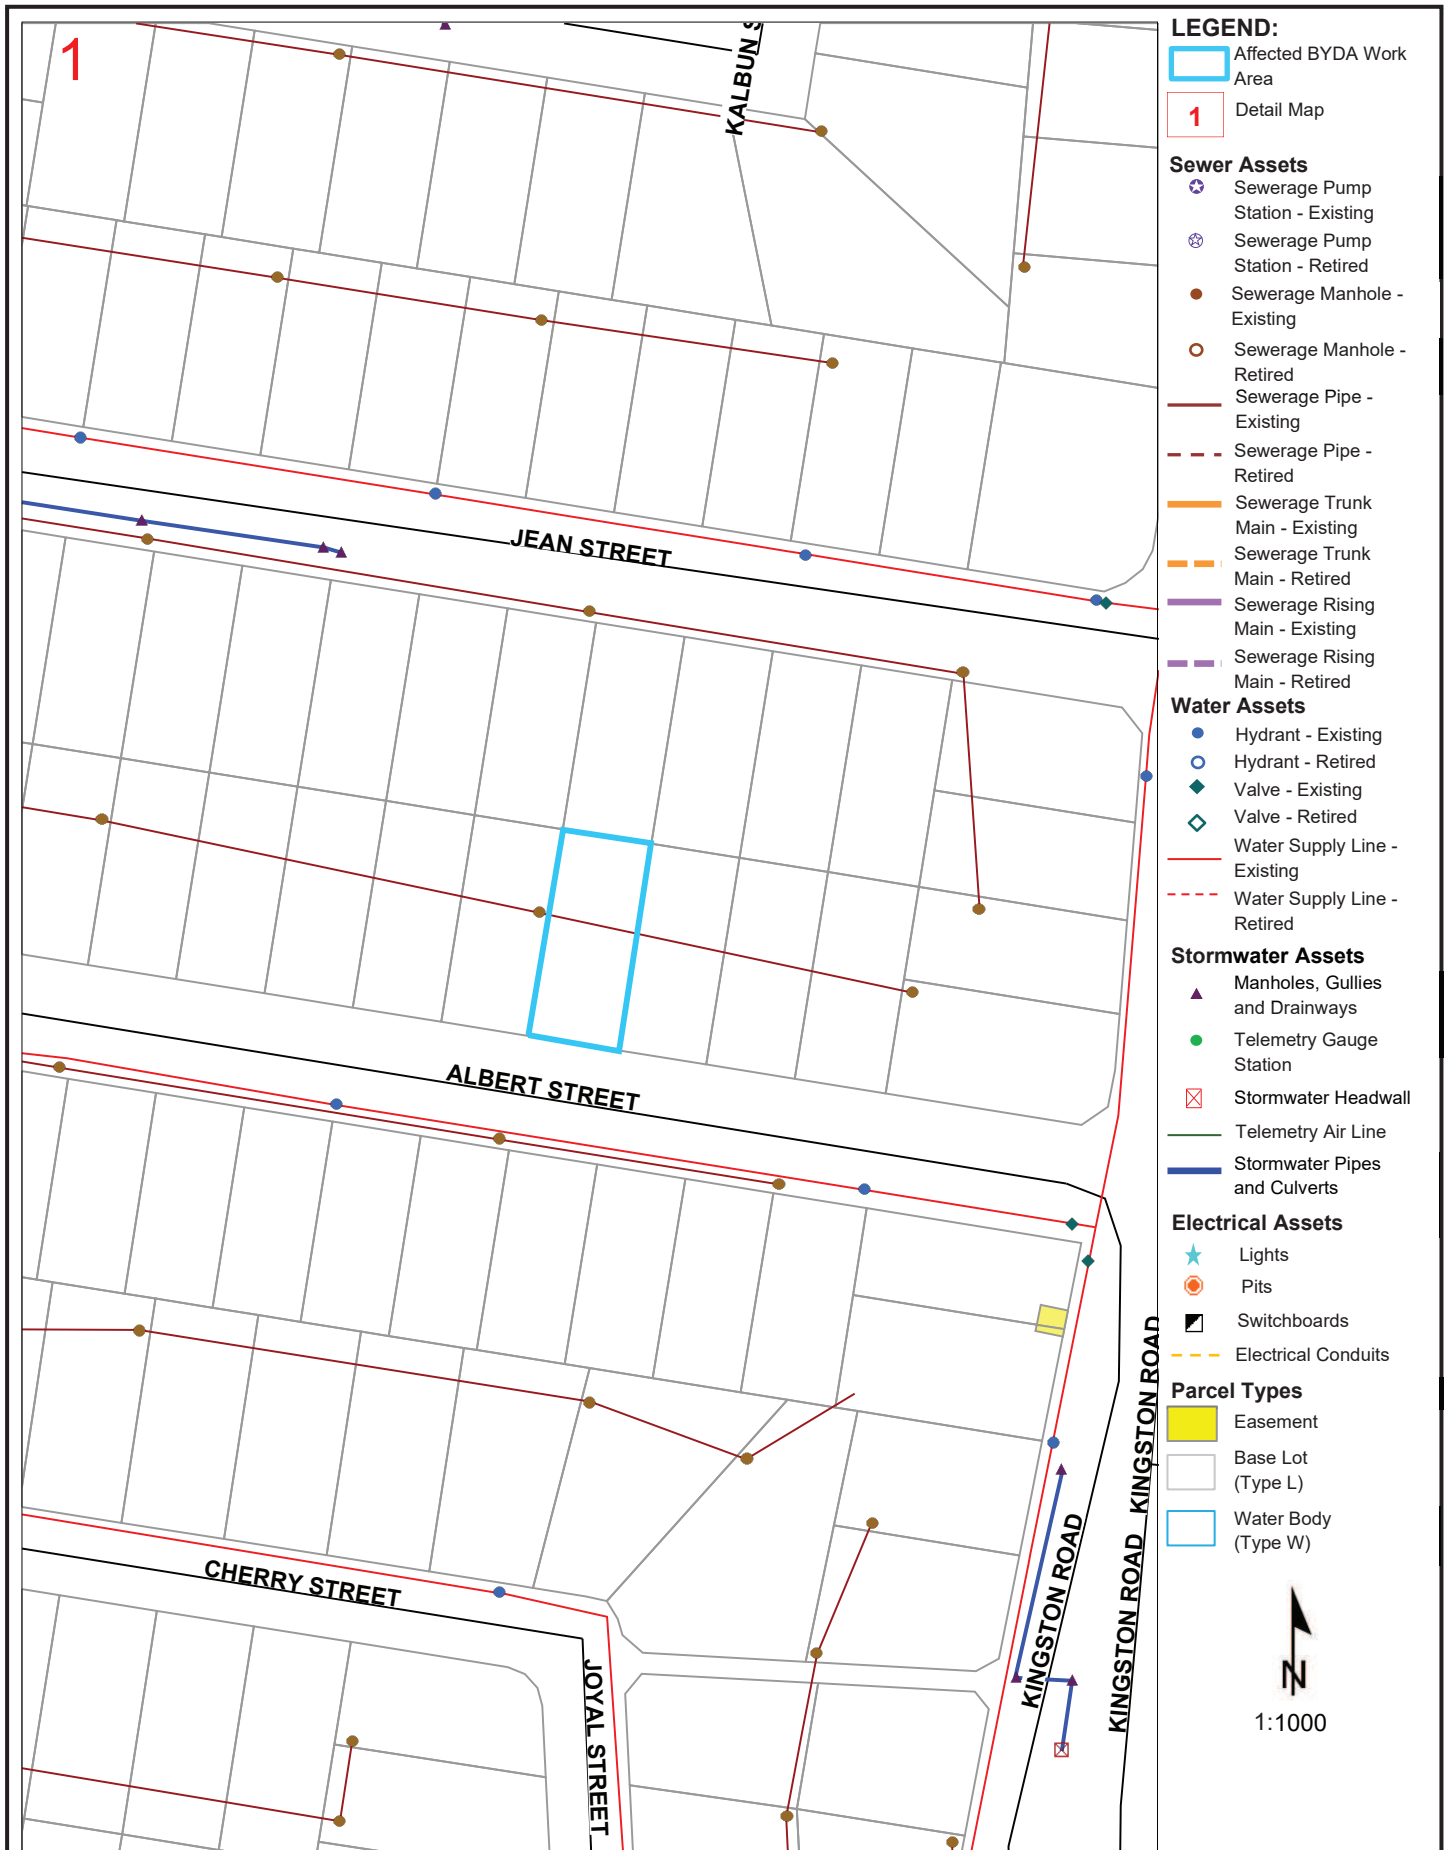 1
KALBUN S
JEAN STREET
ALBERT STREET
CHERRY STREET
JOYAL STREET
KINGSTON ROAD
KINGSTON ROAD
KINGSTON ROAD
LEGEND:
Affected BYDA Work
Area
1
Detail Map
Sewer Assets
Sewerage Pump
Station - Existing
Sewerage Pump
Station - Retired
Sewerage Manhole -
Existing
Sewerage Manhole -
Retired
Sewerage Pipe -
Existing
Sewerage Pipe -
Retired
Sewerage Trunk
Main - Existing
Sewerage Trunk
Main - Retired
Sewerage Rising
Main - Existing
Sewerage Rising
Main - Retired
Water Assets
Hydrant - Existing
Hydrant - Retired
Valve - Existing
Valve - Retired
Water Supply Line -
Existing
Water Supply Line -
Retired
Stormwater Assets
Manholes, Gullies
and Drainways
Telemetry Gauge
Station
Stormwater Headwall
Telemetry Air Line
Stormwater Pipes
and Culverts
Electrical Assets
Lights
Pits
Switchboards
Electrical Conduits
Parcel Types
Easement
Base Lot
(Type L)
Water Body
(Type W)
N
1:1000